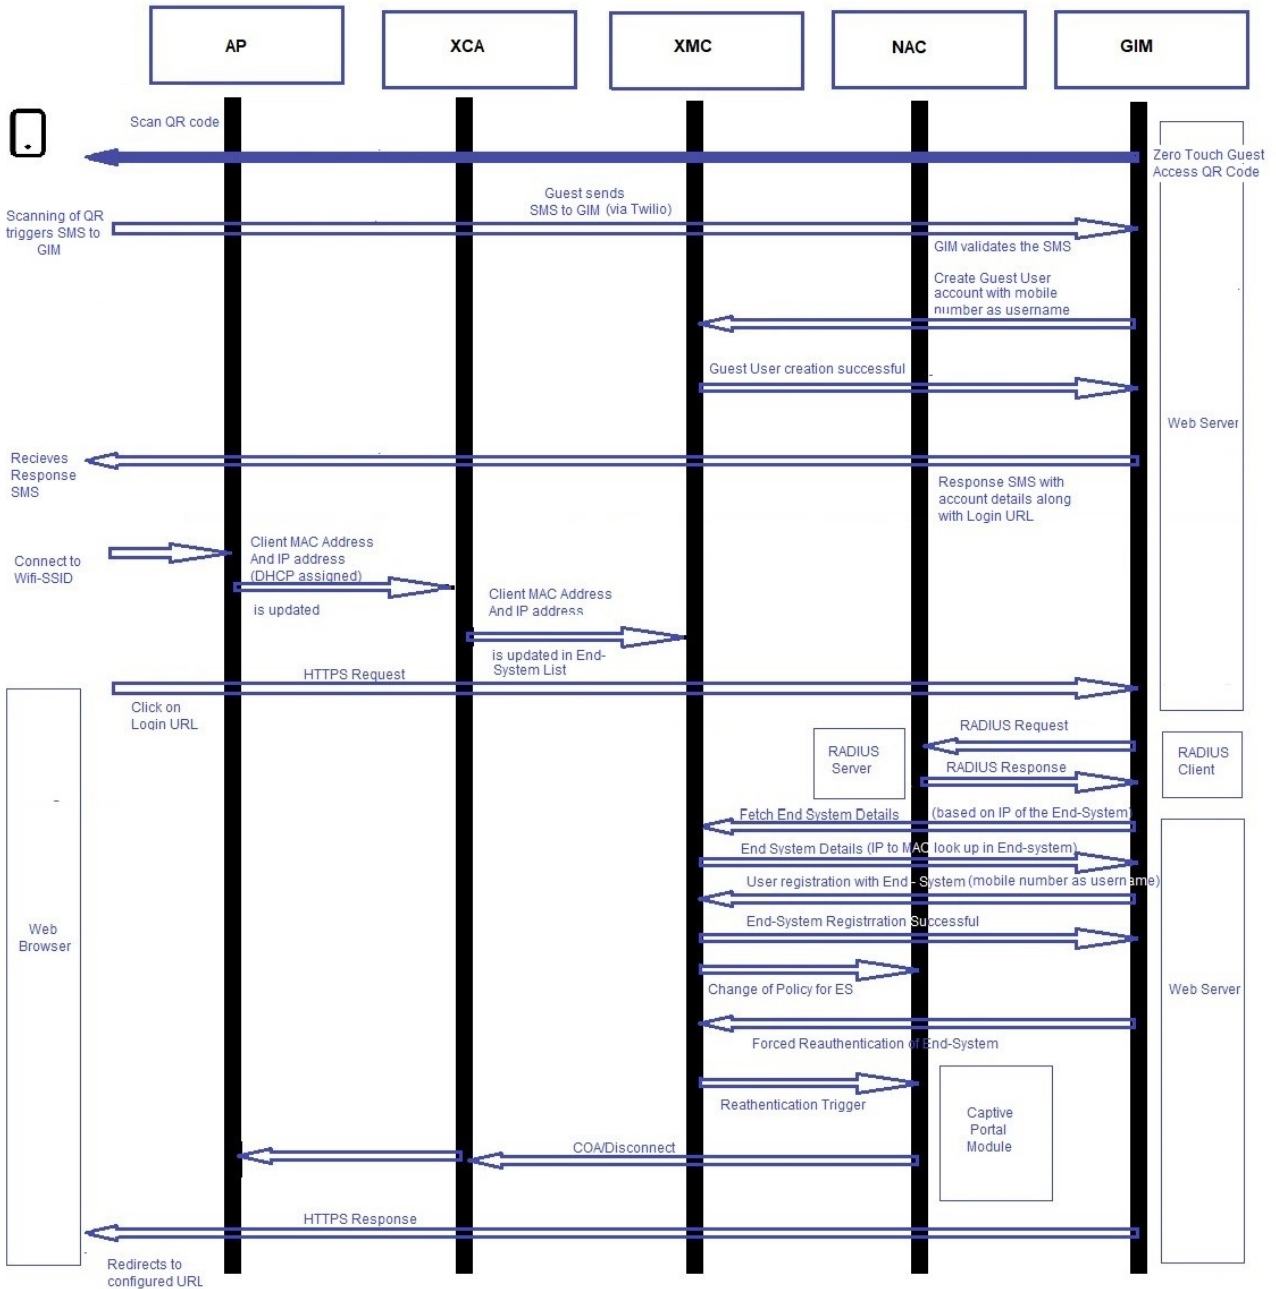 AP
XCA
XMC
NAC
GIM
Scan QR code
Zero Touch Guest
Access QR Code
Guest sends
SMS to GIM (via Twilio)
Scanning of QR
triggers SMS to
GIM
GIM validates the SMS
Create Guest User
account with mobile
number as username
Guest User creation successful
Web Server
Recieves
Response
SMS
Response SMS with
account details along
with Login URL
Connect to
Wifi-SSID
Client MAC Address
And IP address
(DHCP assigned)
is updated
Client MAC Address
And IP address
is updated in End-
System List
HTTPS Request
Click on
Login URL
RADIUS Request
RADIUS
Server
RADIUS Response
RADIUS
Client
Fetch End System Details (based on IP of the End-System)
End System Details (IP to MAC look up in End-system)
User registration with End - System (mobile number as username)
End-System Registrration Successful
Web
Browser
Change of Policy for ES
Web Server
Forced Reauthentication of End-System
Reathentication Trigger
Captive
Portal
Module
COA/Disconnect
HTTPS Response
Redirects to
configured URL